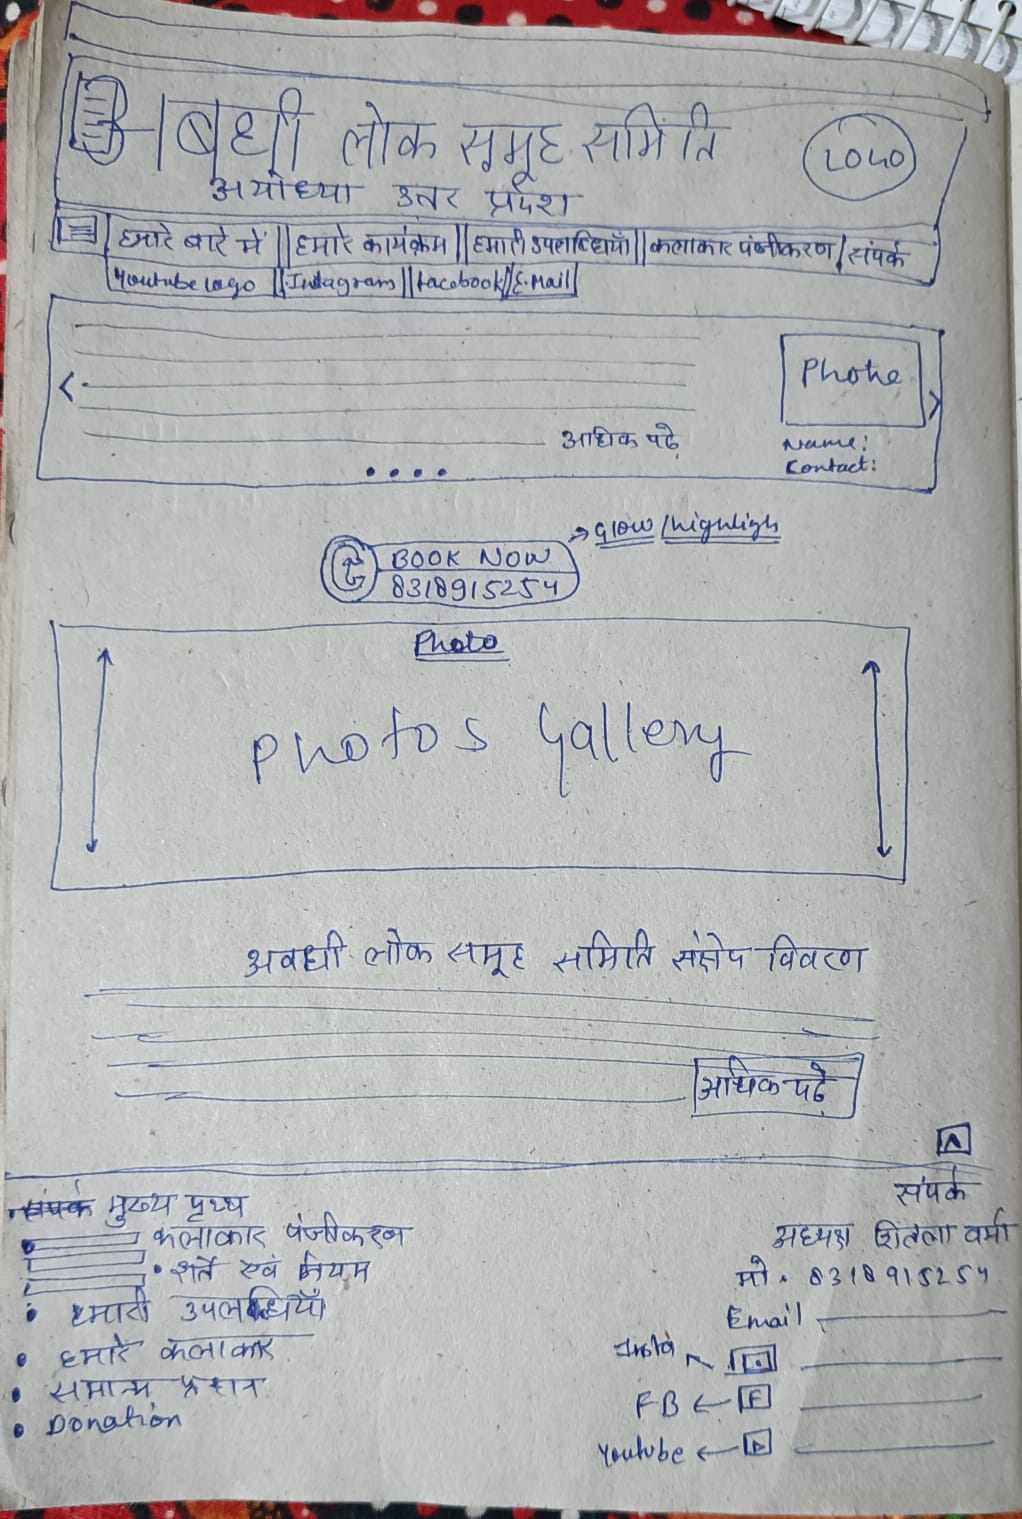 अवधी लोक समूह समिति
LOGO
अयोध्या उत्तर प्रदेश
हमारे बारे में || हमारे कार्यक्रम || हमारी उपलब्धियाँ || कलाकार पंजीकरण / संपर्क
Youtube Logo || Instagram || Facebook || E-Mail
<
Photo
>
अधिक पढे
Name:
Contact:
→ Glow / highligh
BOOK NOW
8318915254
Photo
Photos Gallery
अवधी लोक समूह समिति संक्षेप विवरण
अधिक पढे
^
मुख्य पृष्ठ
कलाकार पंजीकरण
• शर्ते एवं नियम
• हमारी उपलब्धियाँ
• हमारे कलाकार
• समान्य प्रशन
• Donation
संपर्क
अध्यक्ष शितला वर्मा
मो. 8318915254
Email
Insta
FB ← F
Youtube ←